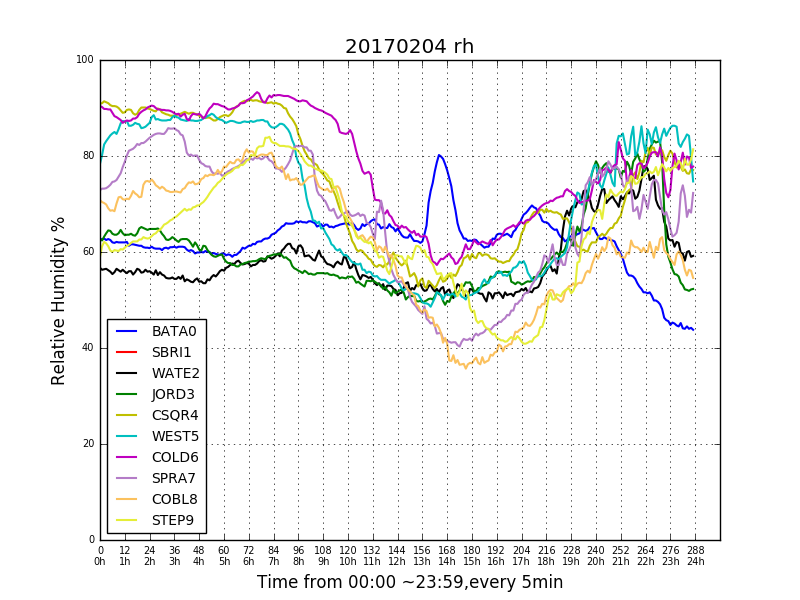 20170204 rh
100
80
60
40
20
0
Relative Humidity %
BATA0
SBRI1
WATE2
JORD3
CSQR4
WEST5
COLD6
SPRA7
COBL8
STEP9
0 12 24 36 48 60 72 84 96 108 120 132 144 156 168 180 192 204 216 228 240 252 264 276 288
0h 1h 2h 3h 4h 5h 6h 7h 8h 9h 10h 11h 12h 13h 14h 15h 16h 17h 18h 19h 20h 21h 22h 23h 24h
Time from 00:00 ~23:59,every 5min